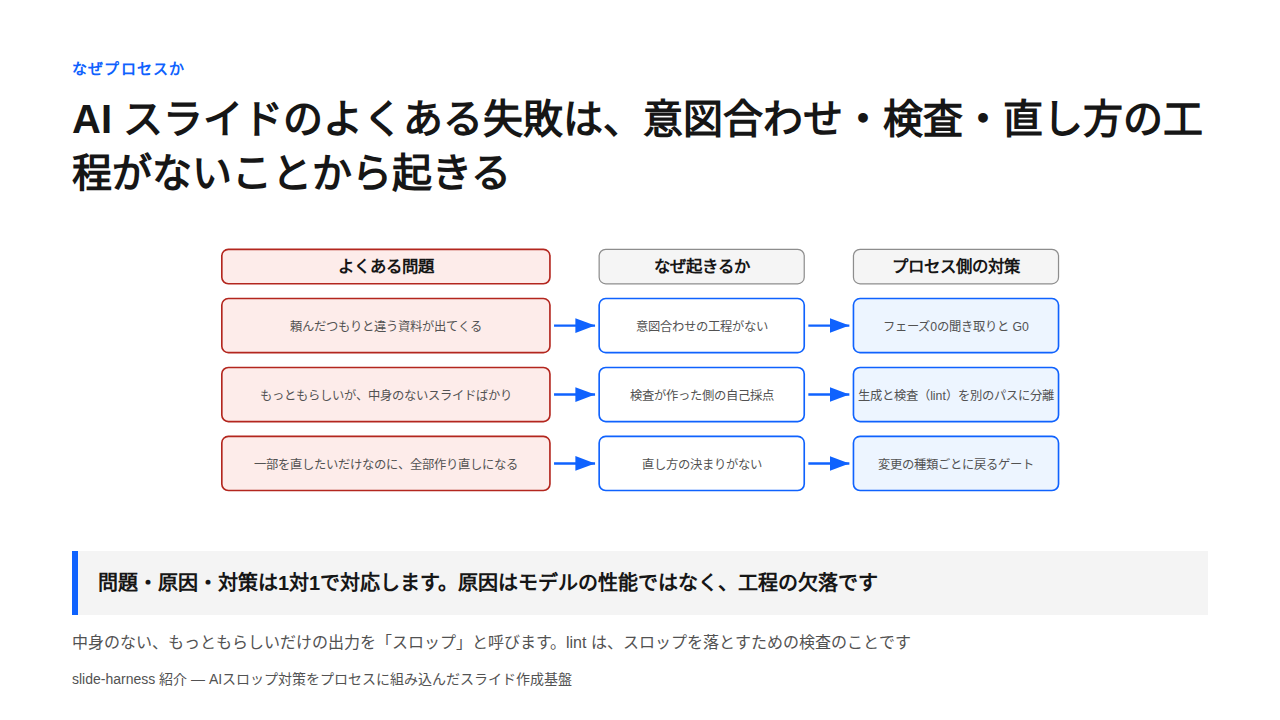 なぜプロセスか
AI スライドのよくある失敗は、意図合わせ・検査・直し方の工
程がないことから起きる
よくある問題
なぜ起きるか
プロセス側の対策
頼んだつもりと違う資料が出てくる
意図合わせの工程がない
フェーズ0の聞き取りと G0
もっともらしいが、中身のないスライドばかり
検査が作った側の自己採点
生成と検査（lint）を別のパスに分離
一部を直したいだけなのに、全部作り直しになる
直し方の決まりがない
変更の種類ごとに戻るゲート
問題・原因・対策は1対1で対応します。原因はモデルの性能ではなく、工程の欠落です
中身のない、もっともらしいだけの出力を「スロップ」と呼びます。lint は、スロップを落とすための検査のことです
slide-harness 紹介 — AIスロップ対策をプロセスに組み込んだスライド作成基盤